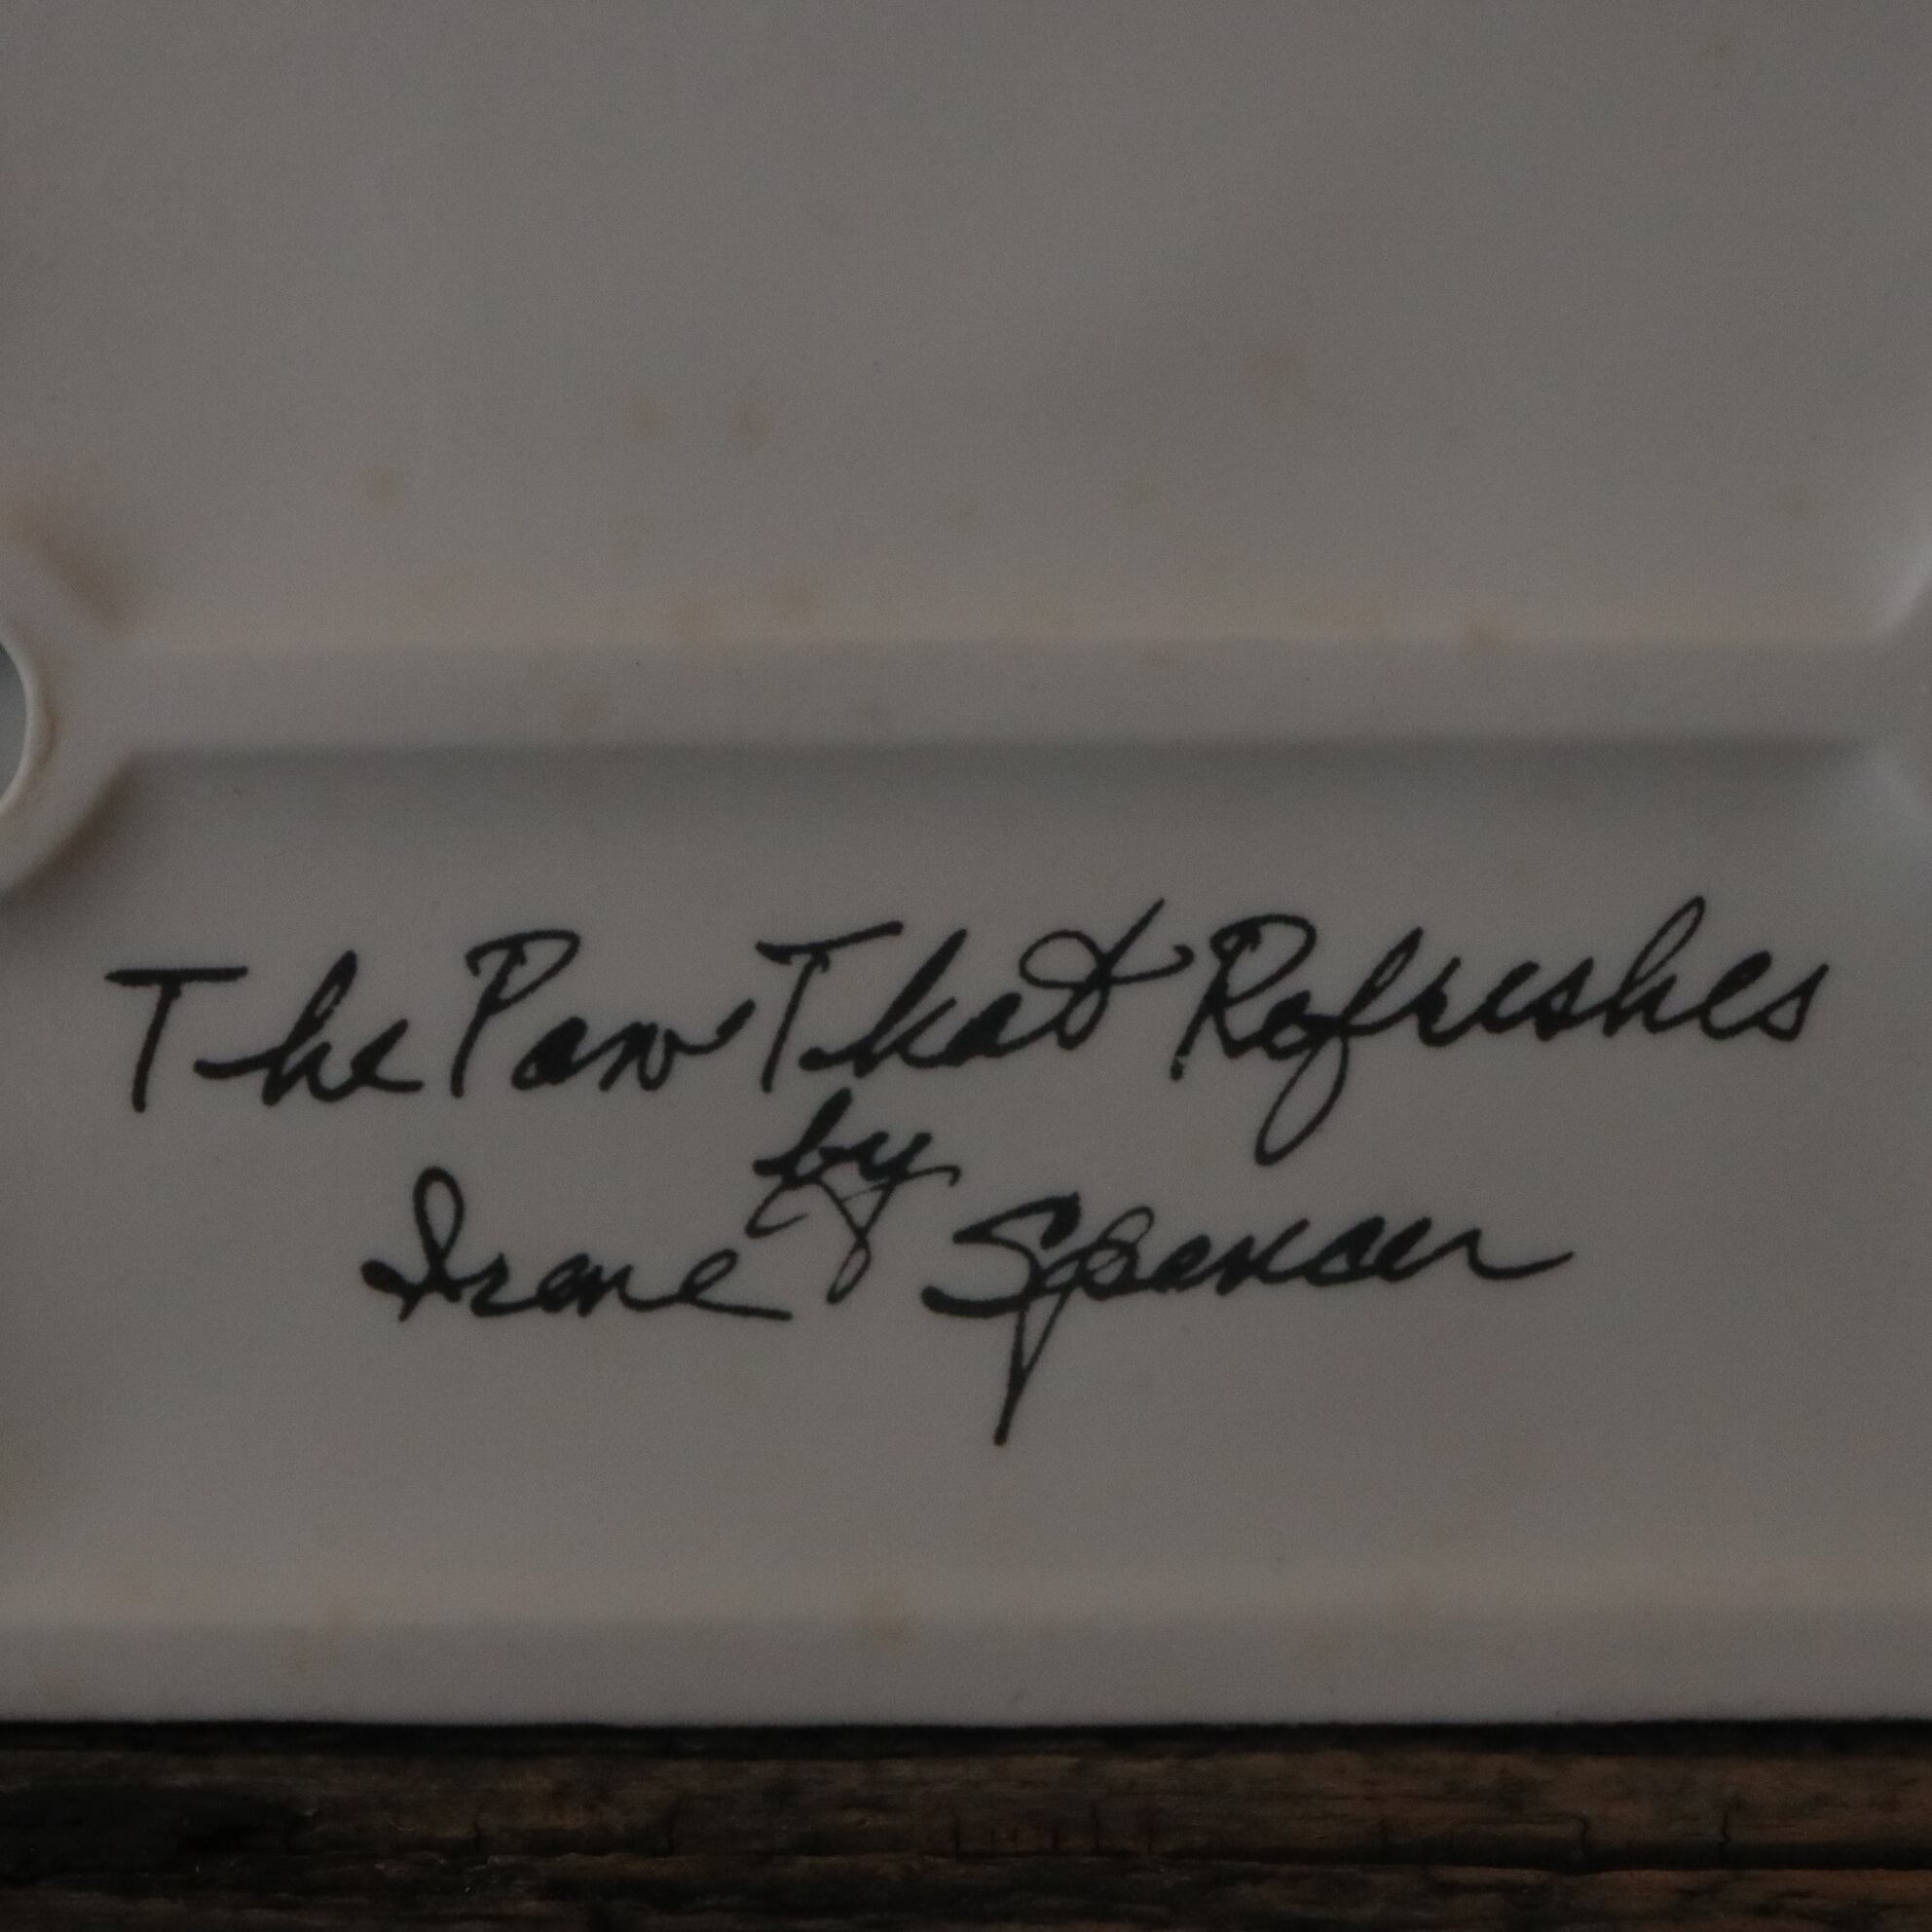 The Paw That Refreshes
by
Irene Spencer